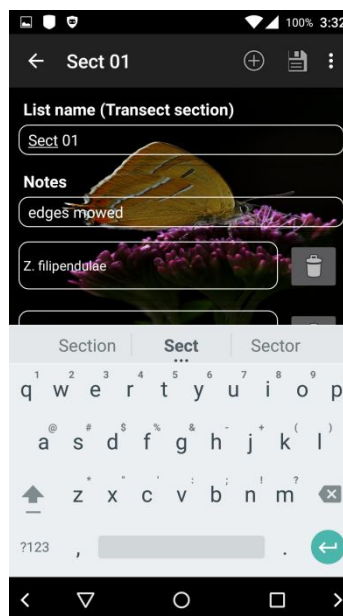 100% 3:32
Sect 01
List name (Transect section)
Sect 01
Notes
edges mowed
Z. filipendulae
Section Sect Sector
1 2 3 4 5 6 7 8 9 0
q w e r t y u i o p
@ # $ % & - + ( )
a s d f g h j k l
* " ' : ; ! ?
z x c v b n m
?123 , .